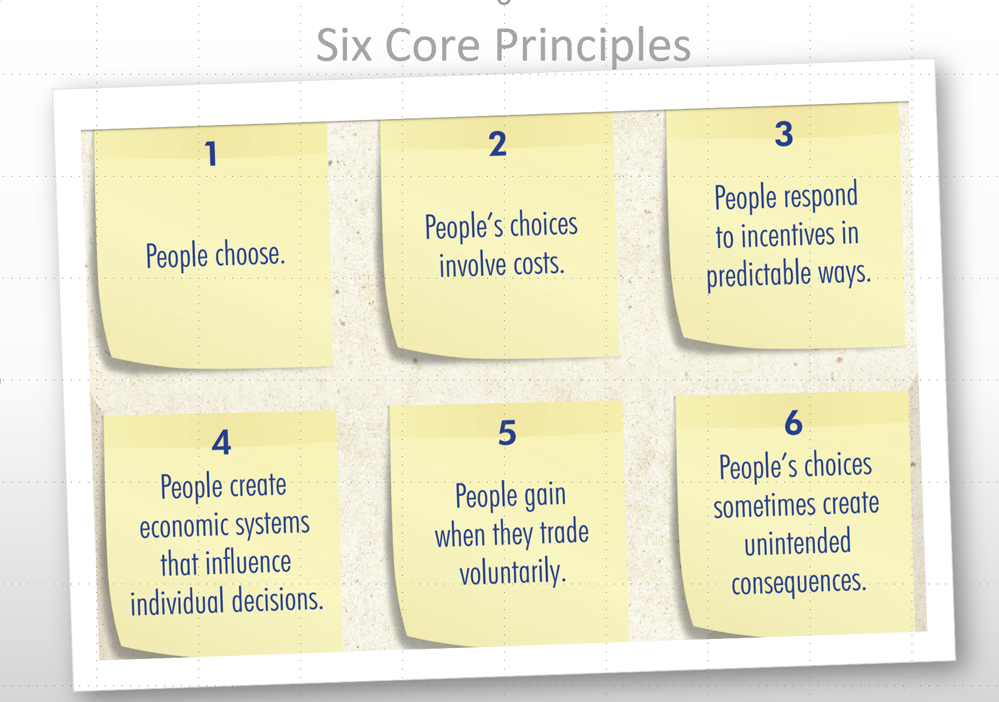 Six Core Principles
1
People choose.
2
People's choices
involve costs.
3
People respond
to incentives in
predictable ways.
4
People create
economic systems
that influence
individual decisions.
5
People gain
when they trade
voluntarily.
6
People's choices
sometimes create
unintended
consequences.